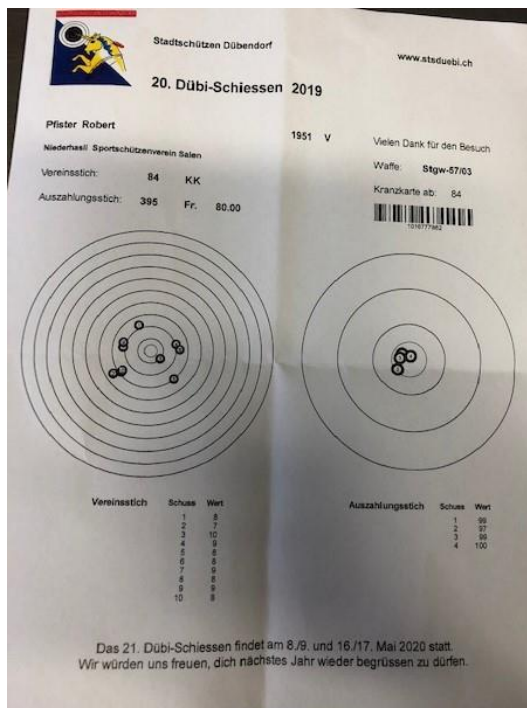 Stadtschützen Dübendorf
www.stsduebi.ch
20. Dübi-Schiessen 2019
Pfister Robert
1951 V
Vielen Dank für den Besuch
Niederhasli Sportschützenverein Salen
Waffe: Stgw-57/03
Vereinsstich: 84 KK
Kranzkarte ab: 84
Auszahlungsstich: 395 Fr. 80.00
Vereinsstich Schuss Wert
1 8
2 7
3 10
4 9
5 8
6 8
7 9
8 8
9 9
10 8
Auszahlungsstich Schuss Wert
1 99
2 97
3 99
4 100
Das 21. Dübi-Schiessen findet am 8./9. und 16./17. Mai 2020 statt.
Wir würden uns freuen, dich nächstes Jahr wieder begrüssen zu dürfen.